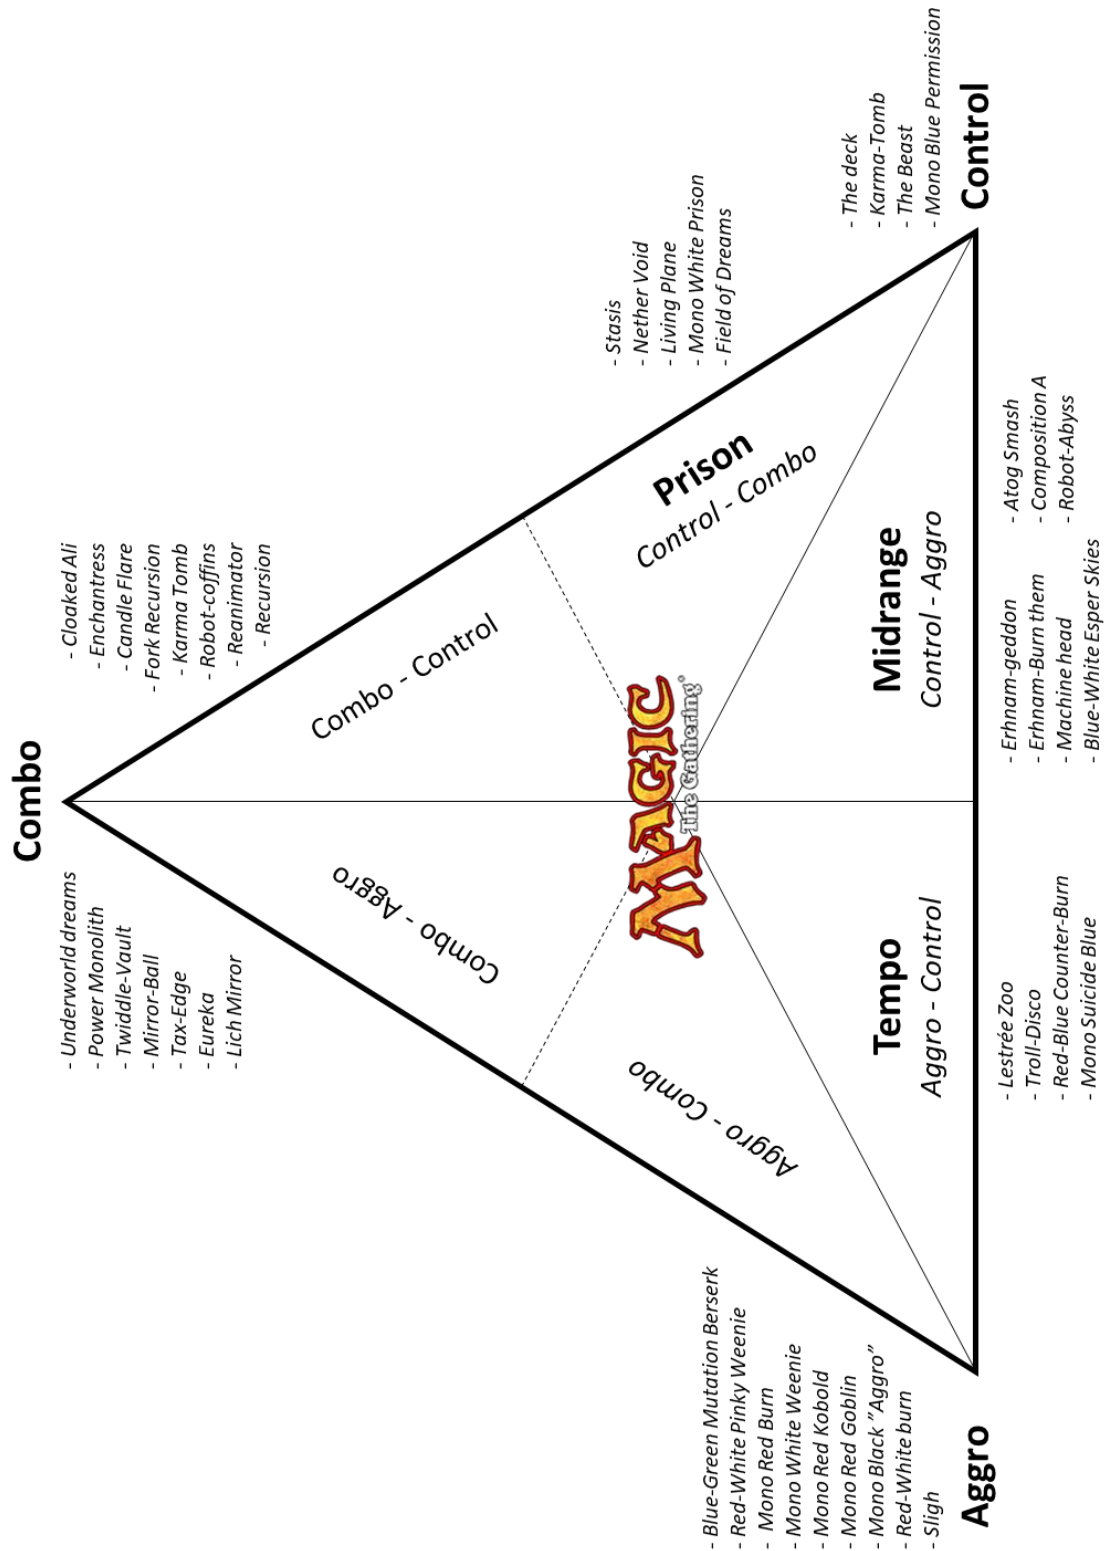 Combo
- Underworld dreams
- Power Monolith
- Twiddle-Vault
- Mirror-Ball
- Tax-Edge
- Eureka
- Lich Mirror
- Cloaked Ali
- Enchantress
- Candle Flare
- Fork Recursion
- Karma Tomb
- Robot-coffins
- Reanimator
- Recursion
Combo - Aggro
Combo - Control
- Stasis
- Nether Void
- Living Plane
- Mono White Prison
- Field of Dreams
Prison
Control - Combo
MAGIC
The Gathering®
Aggro - Combo
- Blue-Green Mutation Berserk
- Red-White Pinky Weenie
- Mono Red Burn
- Mono White Weenie
- Mono Red Kobold
- Mono Red Goblin
- Mono Black ”Aggro”
- Red-White burn
- Sligh
Aggro
Tempo
Aggro - Control
Midrange
Control - Aggro
- The deck
- Karma-Tomb
- The Beast
- Mono Blue Permission
Control
- Lestrée Zoo
- Troll-Disco
- Red-Blue Counter-Burn
- Mono Suicide Blue
- Erhnam-geddon
- Erhnam-Burn them
- Machine head
- Blue-White Esper Skies
- Atog Smash
- Composition A
- Robot-Abyss